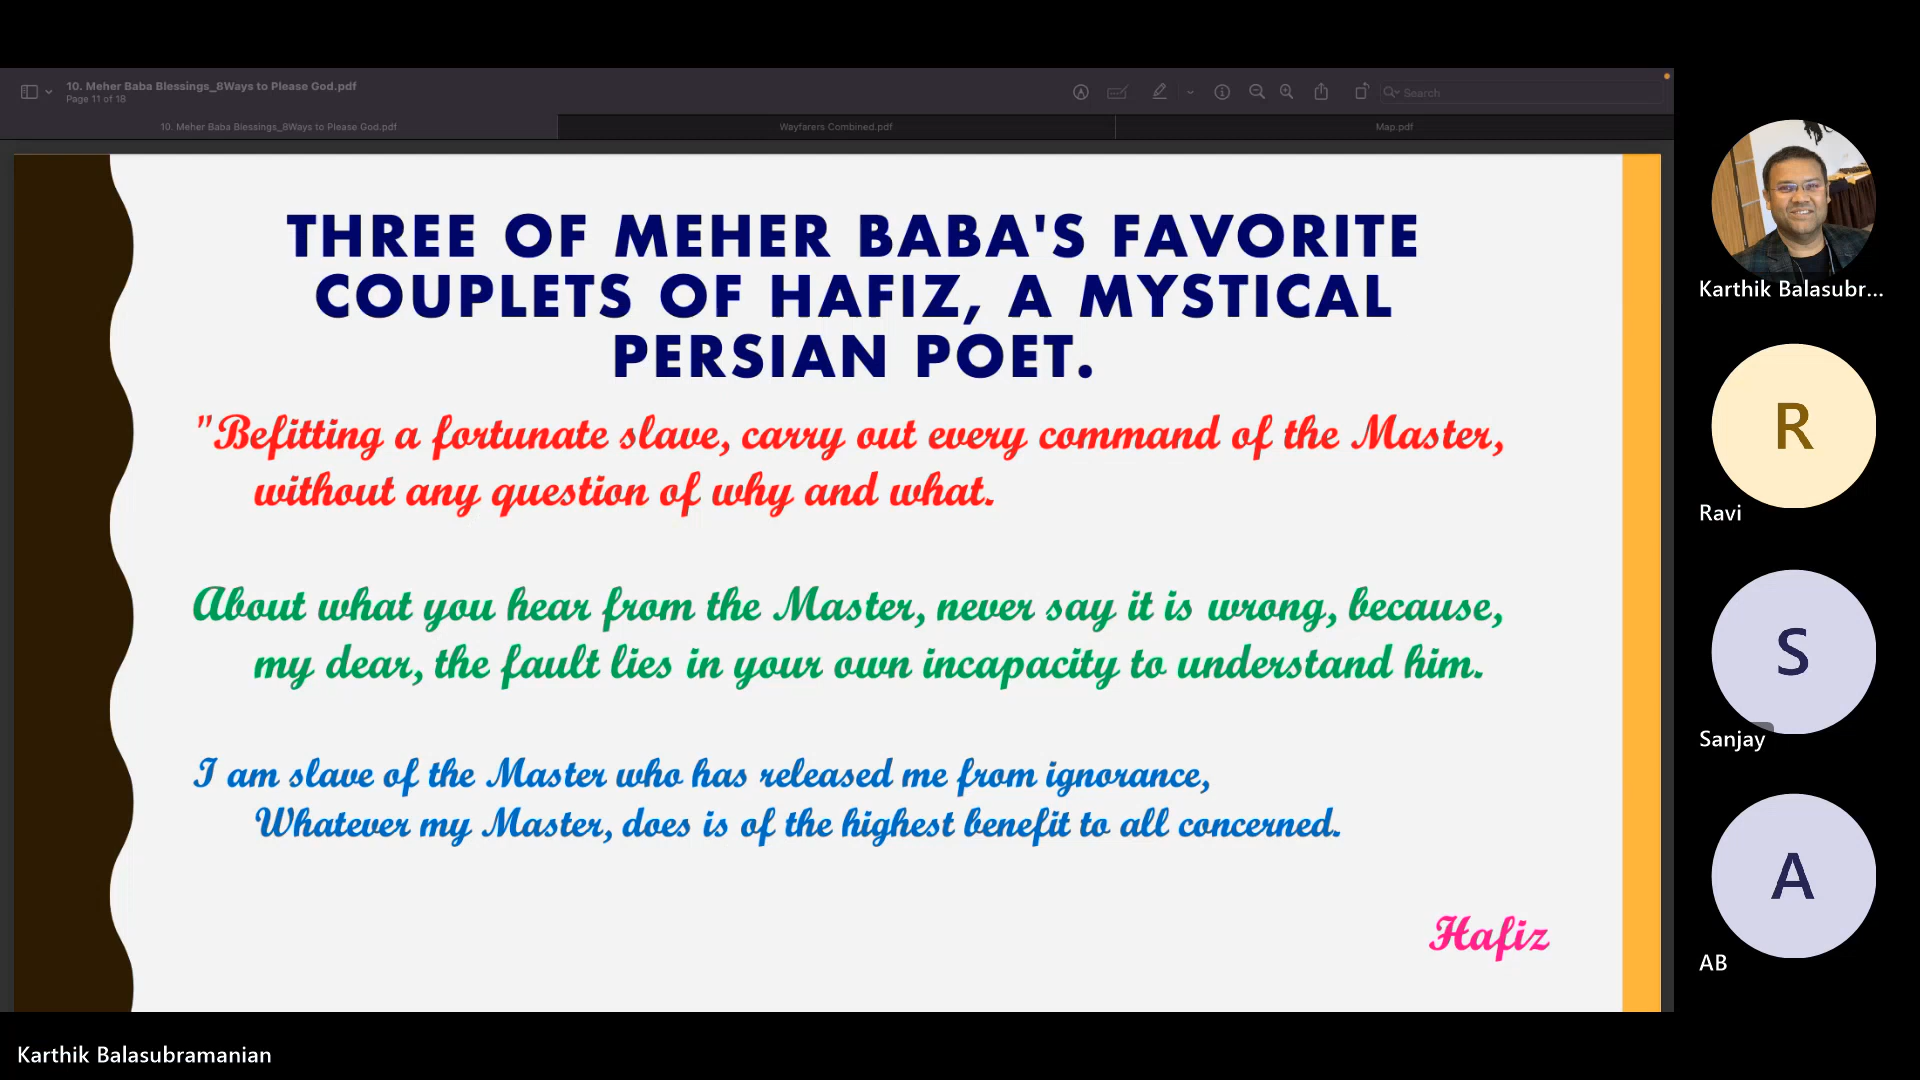 10. Meher Baba Blessings_8Ways to Please God.pdf
Page 11 of 18
Search
10. Meher Baba Blessings_8Ways to Please God.pdf
Wayfarers Combined.pdf
Map.pdf
THREE OF MEHER BABA'S FAVORITE
COUPLETS OF HAFIZ, A MYSTICAL
PERSIAN POET.
"Befitting a fortunate slave, carry out every command of the Master,
without any question of why and what.
About what you hear from the Master, never say it is wrong, because,
my dear, the fault lies in your own incapacity to understand him.
I am slave of the Master who has released me from ignorance,
Whatever my Master, does is of the highest benefit to all concerned.
Hafiz
Karthik Balasubr...
R
Ravi
S
Sanjay
A
AB
Karthik Balasubramanian